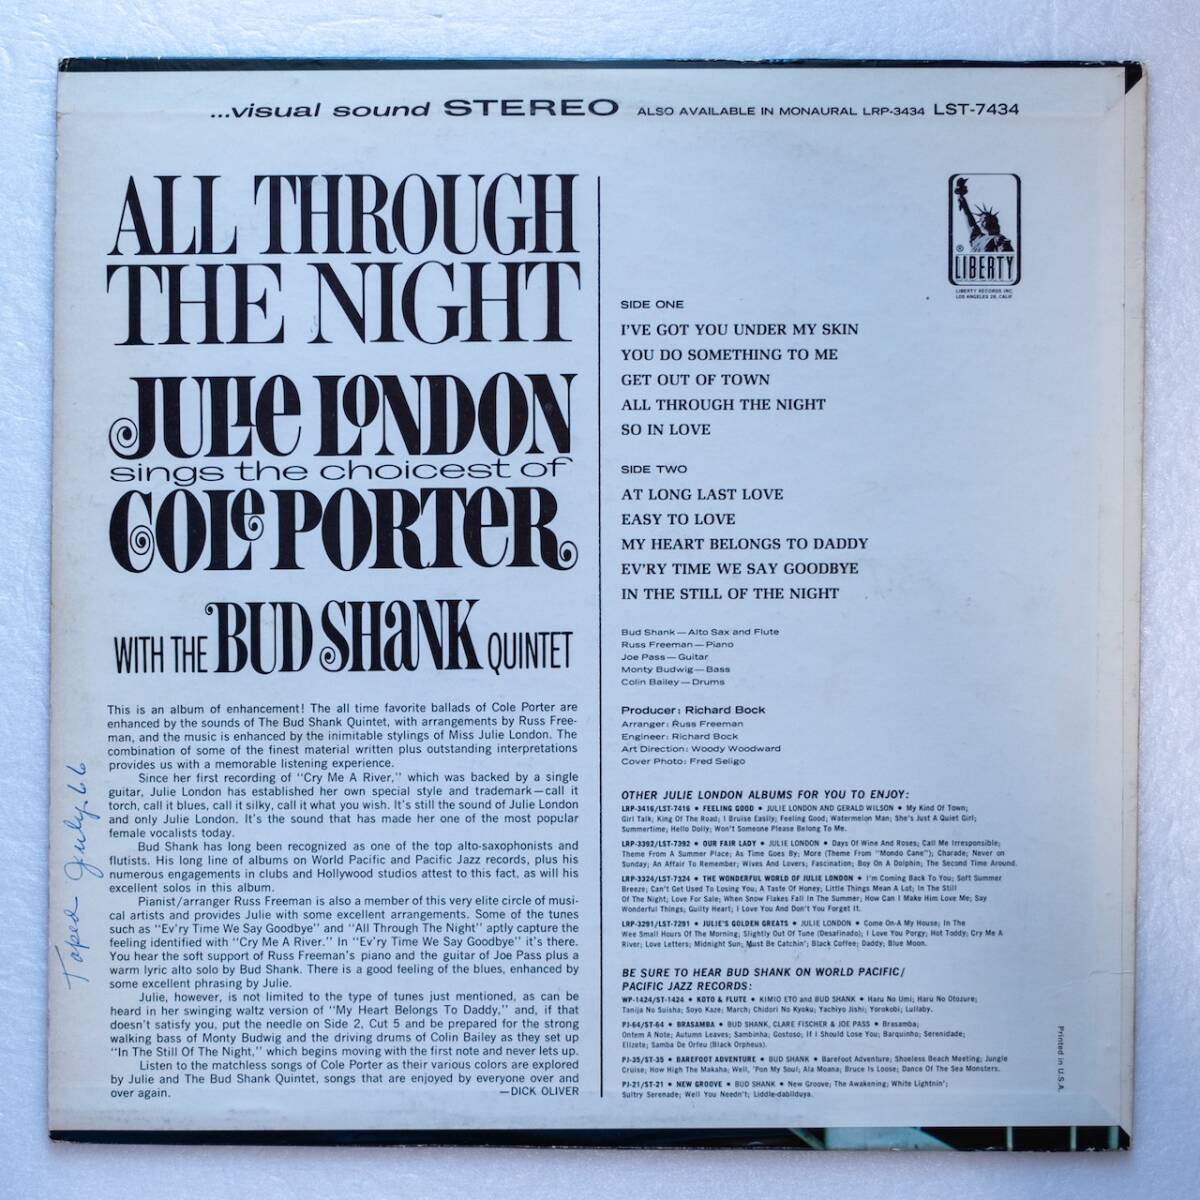 ...visual sound STEREO ALSO AVAILABLE IN MONAURAL LRP-3434 LST-7434
ALL THROUGH
THE NIGHT
JULIE LONDON
sings the choicest of
COLE PORTER
WITH THE BUD SHANK QUINTET
This is an album of enhancement! The all time favorite ballads of Cole Porter are
enhanced by the sounds of The Bud Shank Quintet, with arrangements by Russ Free-
man, and the music is enhanced by the inimitable stylings of Miss Julie London. The
combination of some of the finest material written plus outstanding interpretations
provides us with a memorable listening experience.
Since her first recording of "Cry Me A River," which was backed by a single
guitar, Julie London has established her own special style and trademark—call it
torch, call it blues, call it silky, call it what you wish. It's still the sound of Julie London
and only Julie London. It's the sound that has made her one of the most popular
female vocalists today.
Bud Shank has long been recognized as one of the top alto-saxophonists and
flutists. His long line of albums on World Pacific and Pacific Jazz records, plus his
numerous engagements in clubs and Hollywood studios attest to this fact, as will his
excellent solos in this album.
Pianist/arranger Russ Freeman is also a member of this very elite circle of musi-
cal artists and provides Julie with some excellent arrangements. Some of the tunes
such as "Ev'ry Time We Say Goodbye" and "All Through The Night" aptly capture the
feeling identified with "Cry Me A River." In "Ev'ry Time We Say Goodbye" it's there.
You hear the soft support of Russ Freeman's piano and the guitar of Joe Pass plus a
warm lyric alto solo by Bud Shank. There is a good feeling of the blues, enhanced by
some excellent phrasing by Julie.
Julie, however, is not limited to the type of tunes just mentioned, as can be
heard in her swinging waltz version of "My Heart Belongs To Daddy," and, if that
doesn't satisfy you, put the needle on Side 2, Cut 5 and be prepared for the strong
walking bass of Monty Budwig and the driving drums of Colin Bailey as they set up
"In The Still Of The Night," which begins moving with the first note and never lets up.
Listen to the matchless songs of Cole Porter as their various colors are explored
by Julie and The Bud Shank Quintet, songs that are enjoyed by everyone over and
over again. —DICK OLIVER
Taped July 66
LIBERTY
®
LIBERTY RECORDS INC.
LOS ANGELES 28, CALIF.
SIDE ONE
I'VE GOT YOU UNDER MY SKIN
YOU DO SOMETHING TO ME
GET OUT OF TOWN
ALL THROUGH THE NIGHT
SO IN LOVE
SIDE TWO
AT LONG LAST LOVE
EASY TO LOVE
MY HEART BELONGS TO DADDY
EV'RY TIME WE SAY GOODBYE
IN THE STILL OF THE NIGHT
Bud Shank—Alto Sax and Flute
Russ Freeman—Piano
Joe Pass—Guitar
Monty Budwig—Bass
Colin Bailey—Drums
Producer: Richard Bock
Arranger: Russ Freeman
Engineer: Richard Bock
Art Direction: Woody Woodward
Cover Photo: Fred Seligo
OTHER JULIE LONDON ALBUMS FOR YOU TO ENJOY:
LRP-3416/LST-7416 • FEELING GOOD • JULIE LONDON AND GERALD WILSON • My Kind Of Town;
Girl Talk; King Of The Road; I Bruise Easily; Feeling Good; Watermelon Man; She's Just A Quiet Girl;
Summertime; Hello Dolly; Won't Someone Please Belong To Me.
LRP-3392/LST-7392 • OUR FAIR LADY • JULIE LONDON • Days Of Wine And Roses; Call Me Irresponsible;
Theme From A Summer Place; As Time Goes By; More (Theme From "Mondo Cane"); Charade; Never on
Sunday; An Affair To Remember; Wives And Lovers; Fascination; Boy On A Dolphin; The Second Time Around.
LRP-3324/LST-7324 • THE WONDERFUL WORLD OF JULIE LONDON • I'm Coming Back To You; Soft Summer
Breeze; Can't Get Used To Losing You; A Taste Of Honey; Little Things Mean A Lot; In The Still
Of The Night; Love For Sale; When Snow Flakes Fall In The Summer; How Can I Make Him Love Me; Say
Wonderful Things; Guilty Heart; I Love You And Don't You Forget It.
LRP-3291/LST-7291 • JULIE'S GOLDEN GREATS • JULIE LONDON • Come On-A My House; In The
Wee Small Hours Of The Morning; Slightly Out Of Tune (Desafinado); I Love You Porgy; Hot Toddy; Cry Me A
River; Love Letters; Midnight Sun; Must Be Catchin'; Black Coffee; Daddy; Blue Moon.
BE SURE TO HEAR BUD SHANK ON WORLD PACIFIC/
PACIFIC JAZZ RECORDS:
WP-1424/ST-1424 • KOTO & FLUTE • KIMIO ETO and BUD SHANK • Haru No Umi; Haru No Otozure;
Tanija No Suisha; Soyo Kaze; March; Chidori No Kyoku; Yachiyo Jishi; Yorokobi; Lullaby.
PJ-64/ST-64 • BRASAMBA • BUD SHANK, CLARE FISCHER & JOE PASS • Brasamba;
Ontem A Note; Autumn Leaves; Sambinha; Gostoso; If I Should Lose You; Barquinho; Serenidade;
Elizete; Samba De Orfeu (Black Orpheus).
PJ-35/ST-35 • BAREFOOT ADVENTURE • BUD SHANK • Barefoot Adventure; Shoeless Beach Meeting; Jungle
Cruise; How High The Makaha; Well, 'Pon My Soul; Ala Moana; Bruce Is Loose; Dance Of The Sea Monsters.
PJ-21/ST-21 • NEW GROOVE • BUD SHANK • New Groove; The Awakening; White Lightnin';
Sultry Serenade; Well You Needn't; Liddle-dabilduya.
Printed in U.S.A.